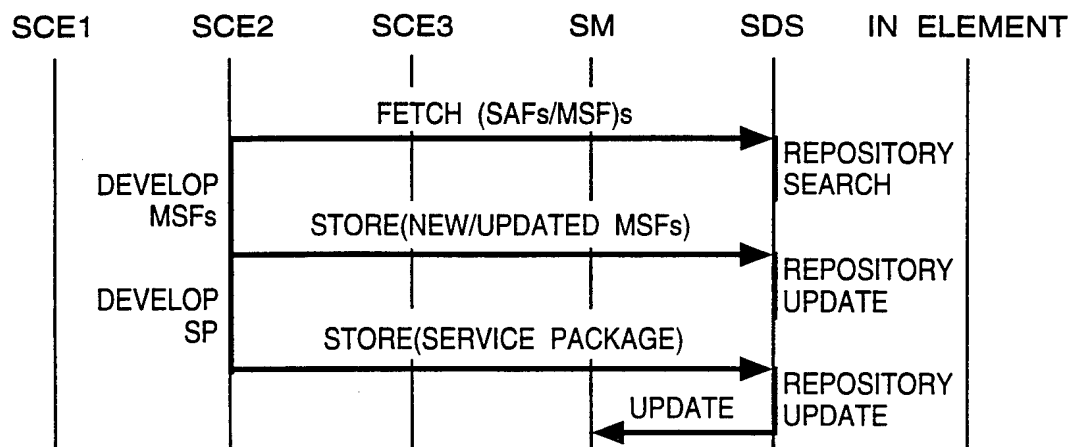 SCE1 SCE2 SCE3 SM SDS IN ELEMENT
FETCH (SAFs/MSF)s
REPOSITORY
SEARCH
DEVELOP
MSFs
STORE(NEW/UPDATED MSFs)
REPOSITORY
UPDATE
DEVELOP
SP
STORE(SERVICE PACKAGE)
REPOSITORY
UPDATE
UPDATE